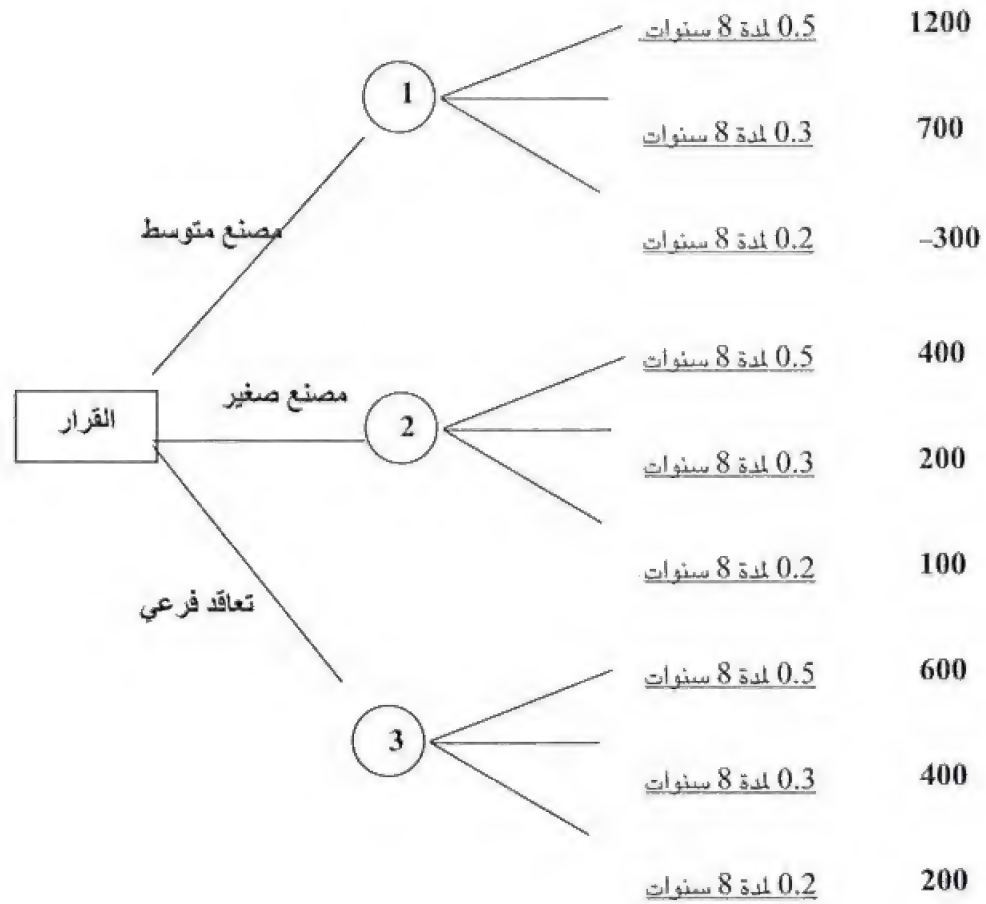 0.5 لمدة 8 سنوات 1200
1
0.3 لمدة 8 سنوات 700
مصنع متوسط
0.2 لمدة 8 سنوات –300
0.5 لمدة 8 سنوات 400
مصنع صغير
القرار
2
0.3 لمدة 8 سنوات 200
0.2 لمدة 8 سنوات 100
تعاقد فرعي
0.5 لمدة 8 سنوات 600
3
0.3 لمدة 8 سنوات 400
0.2 لمدة 8 سنوات 200